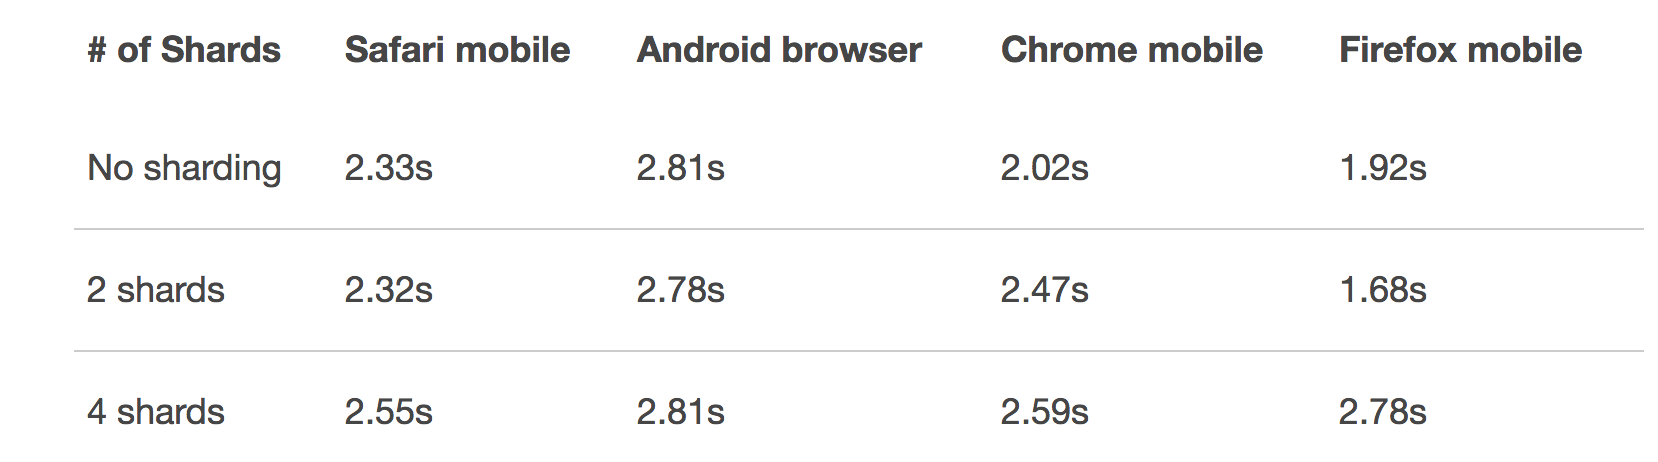 # of Shards Safari mobile Android browser Chrome mobile Firefox mobile
No sharding 2.33s 2.81s 2.02s 1.92s
2 shards 2.32s 2.78s 2.47s 1.68s
4 shards 2.55s 2.81s 2.59s 2.78s